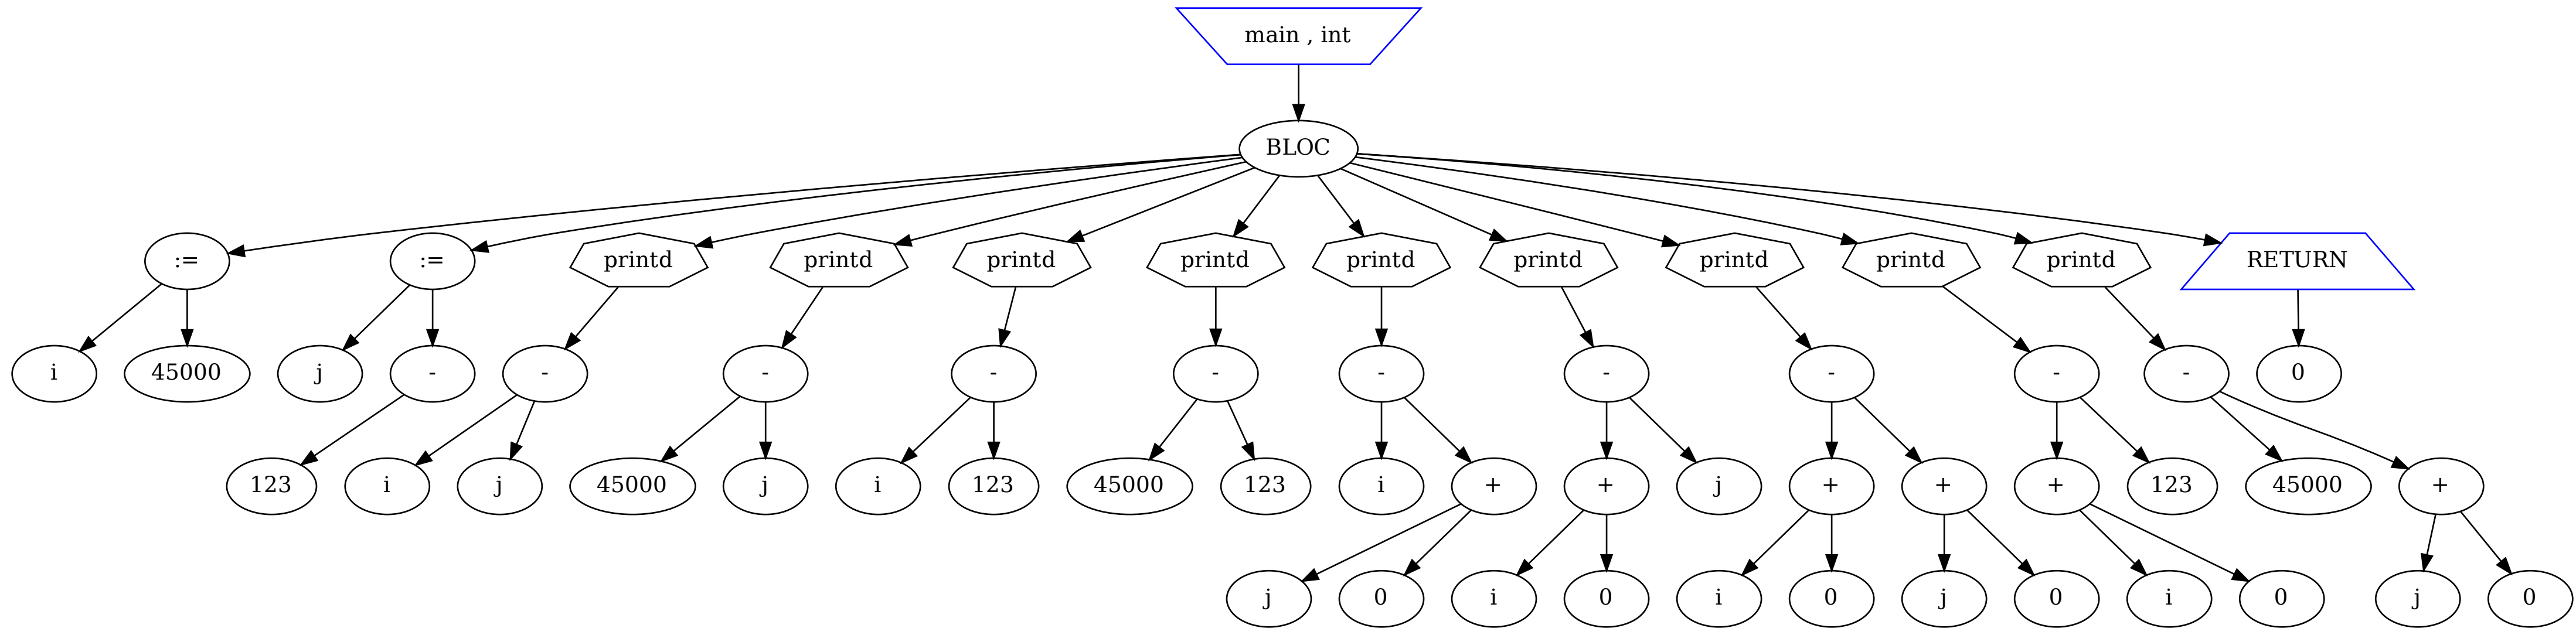 main , int
BLOC
:= := printd printd printd printd printd printd printd printd printd RETURN
i 45000 j - - - - - - - - - - 0
123 i j 45000 j i 123 45000 123 i + + j + + + 123 45000 +
j 0 i 0 i 0 j 0 i 0 j 0